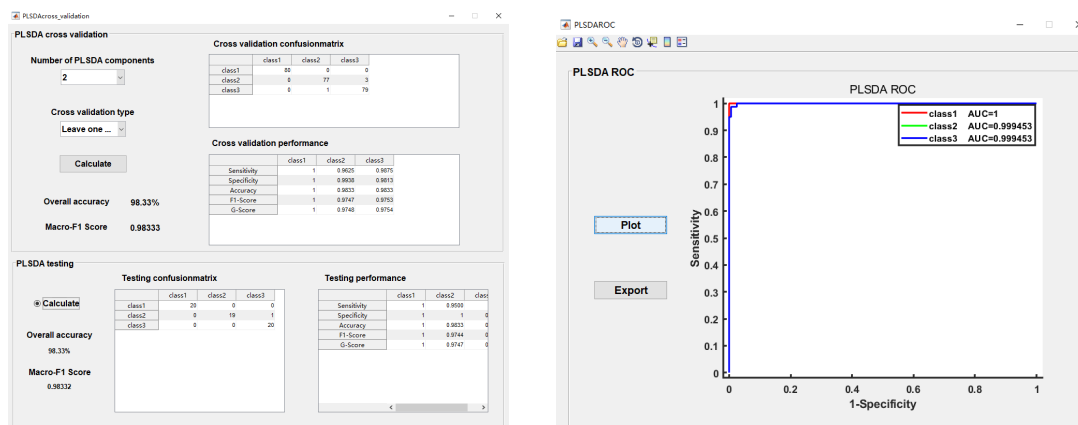 PLSDAcross_validation
PLSDA cross validation
Number of PLSDA components
2
Cross validation type
Leave one ...
Calculate
Overall accuracy 98.33%
Macro-F1 Score 0.98333
Cross validation confusionmatrix
class1 class2 class3
class1 80 0 0
class2 0 77 3
class3 0 1 79
Cross validation performance
class1 class2 class3
Sensitivity 1 0.9625 0.9875
Specificity 1 0.9938 0.9813
Accuracy 1 0.9833 0.9833
F1-Score 1 0.9747 0.9753
G-Score 1 0.9748 0.9754
PLSDA testing
Calculate
Overall accuracy
98.33%
Macro-F1 Score
0.98332
Testing confusionmatrix
class1 class2 class3
class1 20 0 0
class2 0 19 1
class3 0 0 20
Testing performance
class1 class2 clas
Sensitivity 1 0.9500
Specificity 1 1 0
Accuracy 1 0.9833 0
F1-Score 1 0.9744 0
G-Score 1 0.9747 0
PLSDAROC
PLSDA ROC
Plot
Export
PLSDA ROC
class1 AUC=1
class2 AUC=0.999453
class3 AUC=0.999453
Sensitivity
1
0.9
0.8
0.7
0.6
0.5
0.4
0.3
0.2
0.1
0
0 0.2 0.4 0.6 0.8 1
1-Specificity